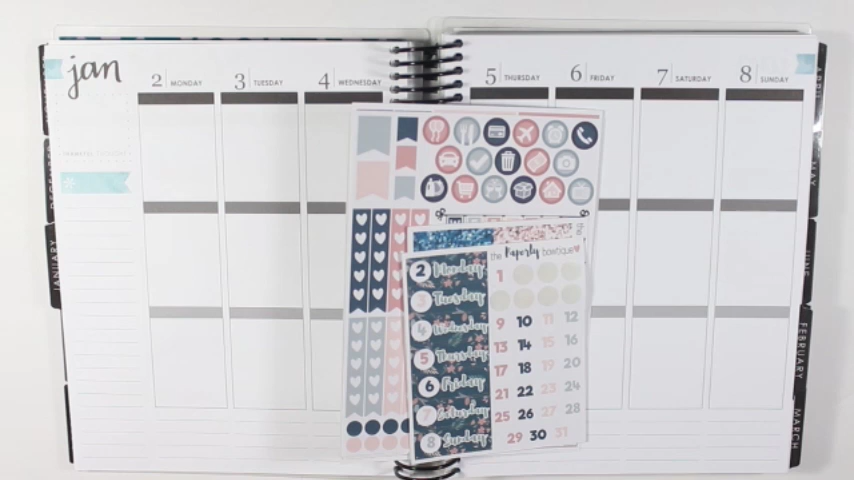 jan
2 MONDAY
3 TUESDAY
4 WEDNESDAY
5 THURSDAY
6 FRIDAY
7 SATURDAY
8 SUNDAY
#
DECEMBER
JANUARY
APRIL
MAY
JUNE
FEBRUARY
MARCH
the Paperly bowtique
2 Monday
3 Tuesday
4 Wednesday
5 Thursday
6 Friday
7 Saturday
8 Sunday
1
9 10 11 12
13 14 15 16
17 18 19 20
21 22 23 24
25 26 27 28
29 30 31